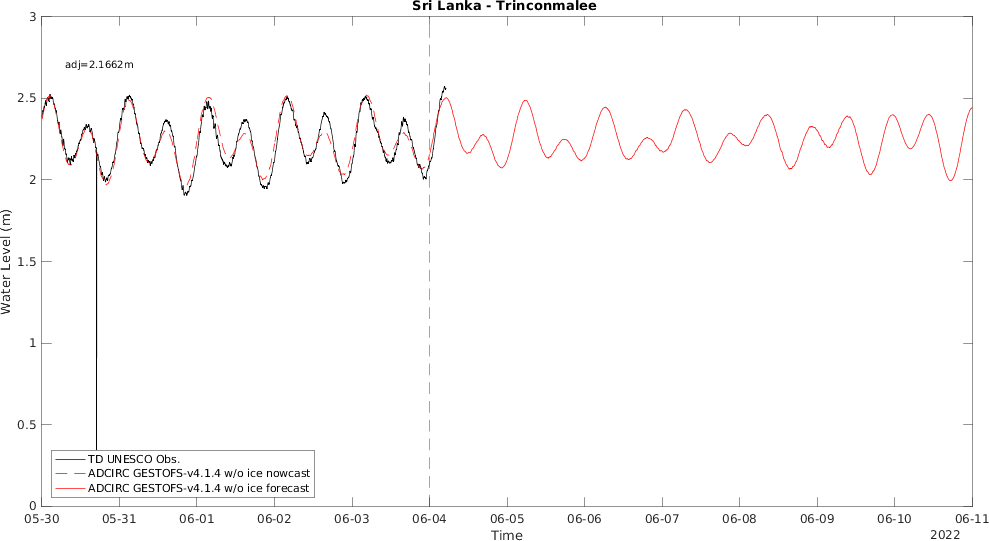 Sri Lanka - Trinconmalee
3
adj=2.1662m
2.5
2
1.5
Water Level (m)
1
0.5
TD UNESCO Obs.
ADCIRC GESTOFS-v4.1.4 w/o ice nowcast
ADCIRC GESTOFS-v4.1.4 w/o ice forecast
0
05-30 05-31 06-01 06-02 06-03 06-04 06-05 06-06 06-07 06-08 06-09 06-10 06-11
Time
2022